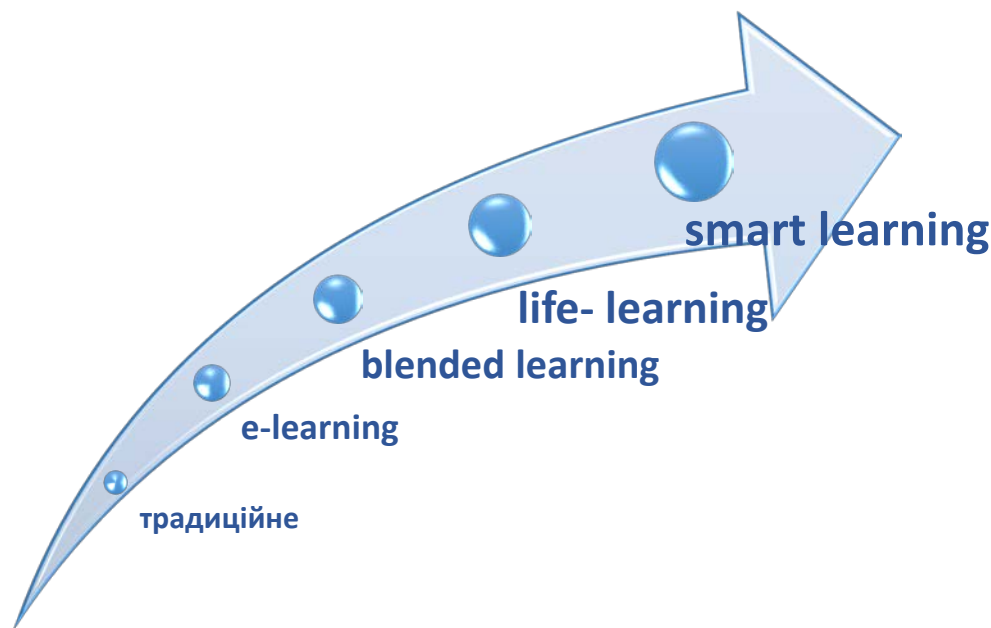 smart learning
life- learning
blended learning
e-learning
традиційне